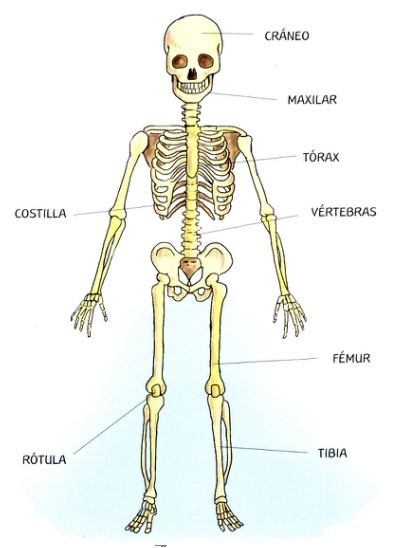 CRÁNEO
MAXILAR
TÓRAX
COSTILLA
VÉRTEBRAS
FÉMUR
RÓTULA
TIBIA